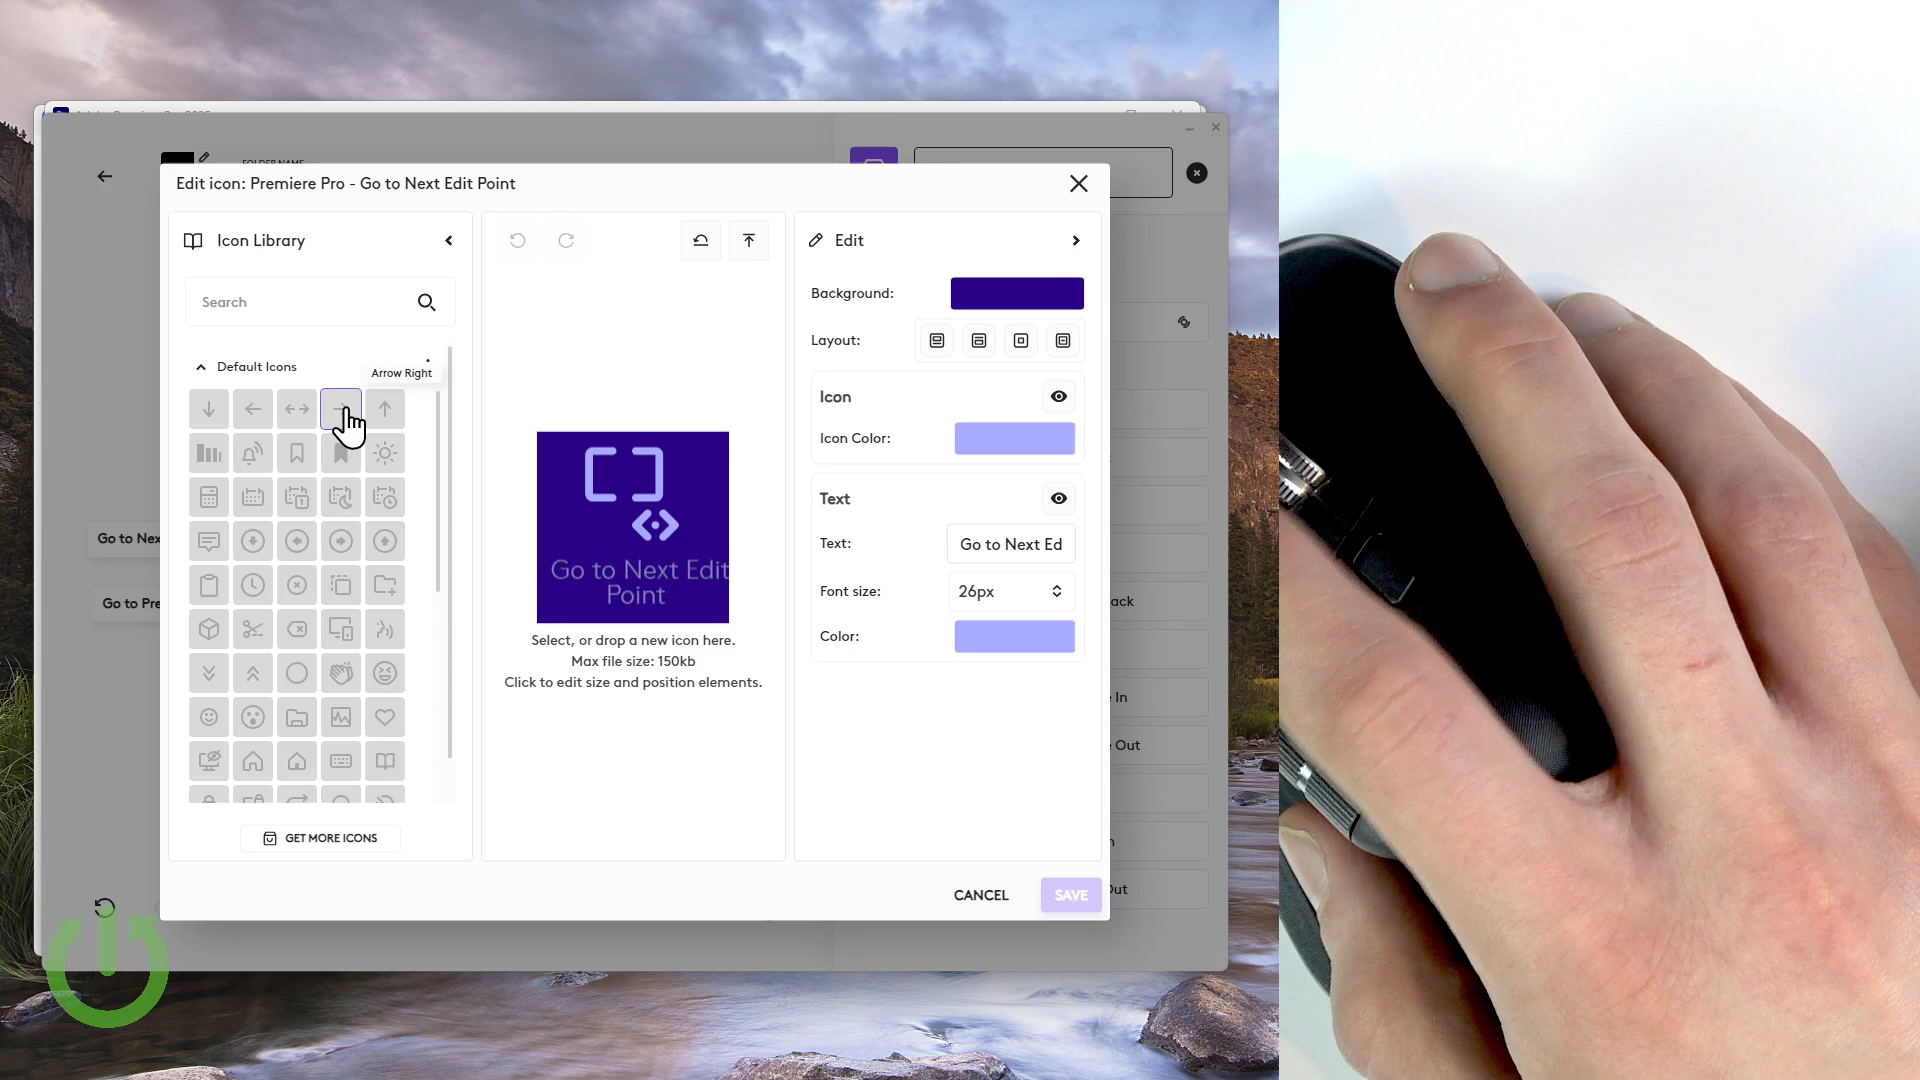 FOLDER NAME
Edit icon: Premiere Pro - Go to Next Edit Point
Icon Library
Search
Default Icons
Arrow Right
GET MORE ICONS
Go to Next Edit
Point
Select, or drop a new icon here.
Max file size: 150kb
Click to edit size and position elements.
Edit
Background:
Layout:
Icon
Icon Color:
Text
Text:
Go to Next Ed
Font size:
26px
Color:
CANCEL
SAVE
Go to Nex
Go to Pre
ack
In
Out
Out